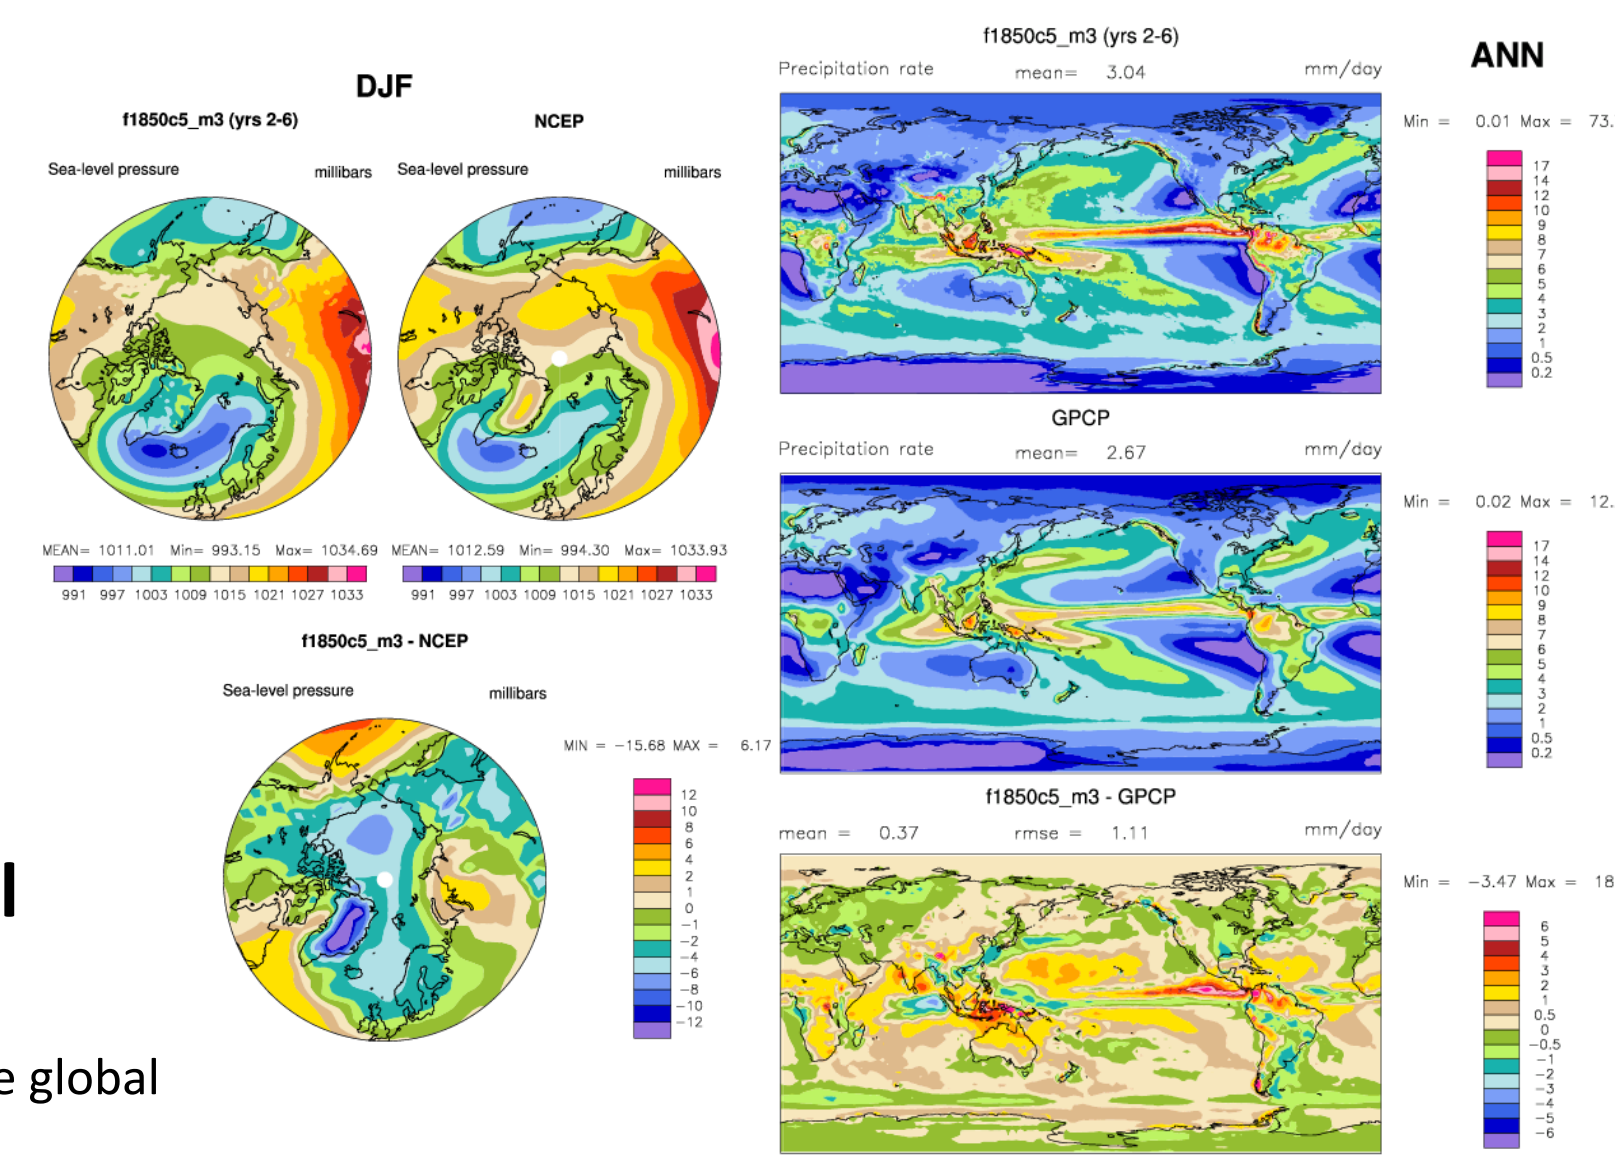 DJF
f1850c5_m3 (yrs 2-6)
NCEP
Sea-level pressure
millibars
Sea-level pressure
millibars
MEAN= 1011.01 Min= 993.15 Max= 1034.69
MEAN= 1012.59 Min= 994.30 Max= 1033.93
991 997 1003 1009 1015 1021 1027 1033
991 997 1003 1009 1015 1021 1027 1033
f1850c5_m3 - NCEP
Sea-level pressure
millibars
MIN = -15.68 MAX = 6.17
12
10
8
6
4
2
1
0
-1
-2
-4
-6
-8
-10
-12
l
e global
f1850c5_m3 (yrs 2-6)
ANN
Precipitation rate
mean= 3.04
mm/day
Min = 0.01 Max = 73.
17
14
12
10
9
8
7
6
5
4
3
2
1
0.5
0.2
GPCP
Precipitation rate
mean= 2.67
mm/day
Min = 0.02 Max = 12.
17
14
12
10
9
8
7
6
5
4
3
2
1
0.5
0.2
f1850c5_m3 - GPCP
mean = 0.37
rmse = 1.11
mm/day
Min = -3.47 Max = 18
6
5
4
3
2
1
0.5
0
-0.5
-1
-2
-3
-4
-5
-6